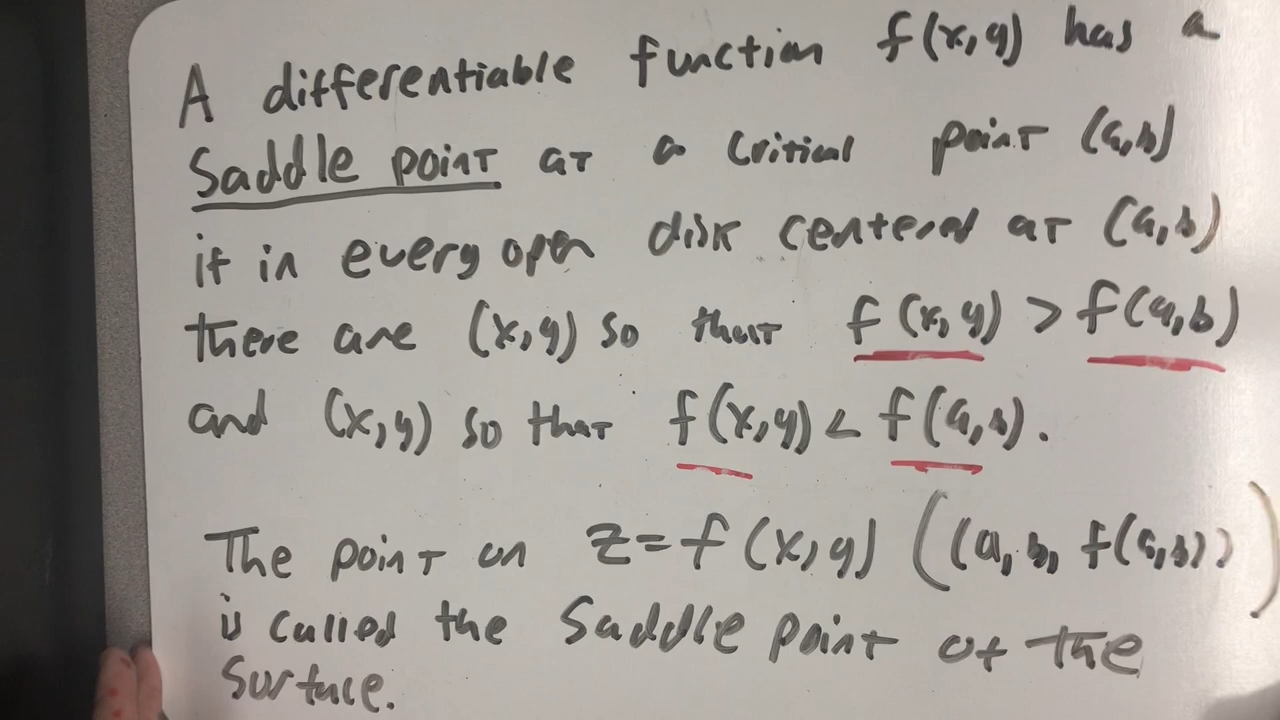 A differentiable function f(x,y) has a
Saddle point at a critical point (a,b)
if in every open disk centered at (a,b)
there are (x,y) so that f(x,y) > f(a,b)
and (x,y) so that f(x,y) < f(a,b).
The point on z=f(x,y) ((a,b, f(a,b)))
is called the Saddle point of the
Surface.